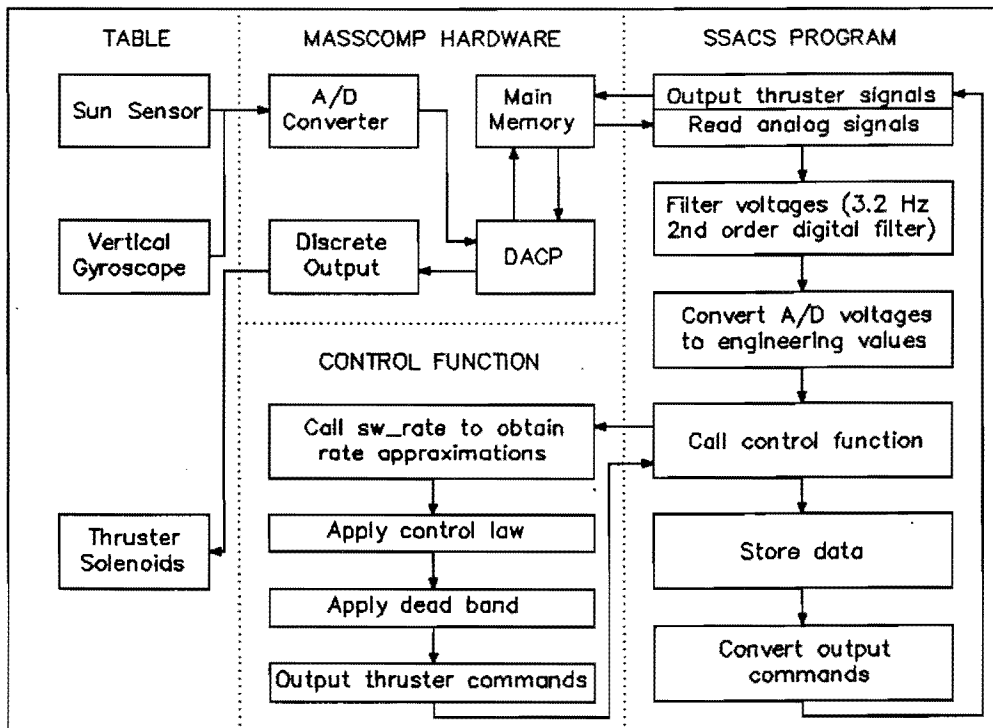 TABLE
Sun Sensor
Vertical
Gyroscape
Thruster
Solenoids
MASSCOMP HARDWARE
A/D
Converter
Main
Memory
Discrete
Output
DACP
CONTROL FUNCTION
Call sw_rate to obtain
rate appraximations
Apply control law
Apply dead band
Output thruster commands
SSACS PROGRAM
Output thruster signals
Read analog signals
Filter voltages (3.2 Hz
2nd order digital filter)
Convert A/D voltages
to engineering values
Call control function
Store data
Convert output
commands